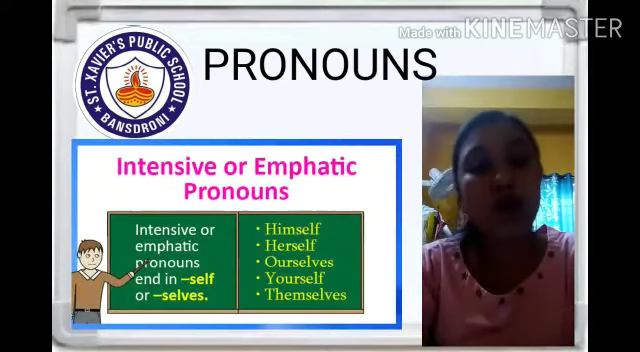 Made with KINEMASTER
ST. XAVIER'S PUBLIC SCHOOL
BANSDRONI
PRONOUNS
Intensive or Emphatic
Pronouns
Intensive or
emphatic
pronouns
end in –self
or –selves.
• Himself
• Herself
• Ourselves
• Yourself
• Themselves